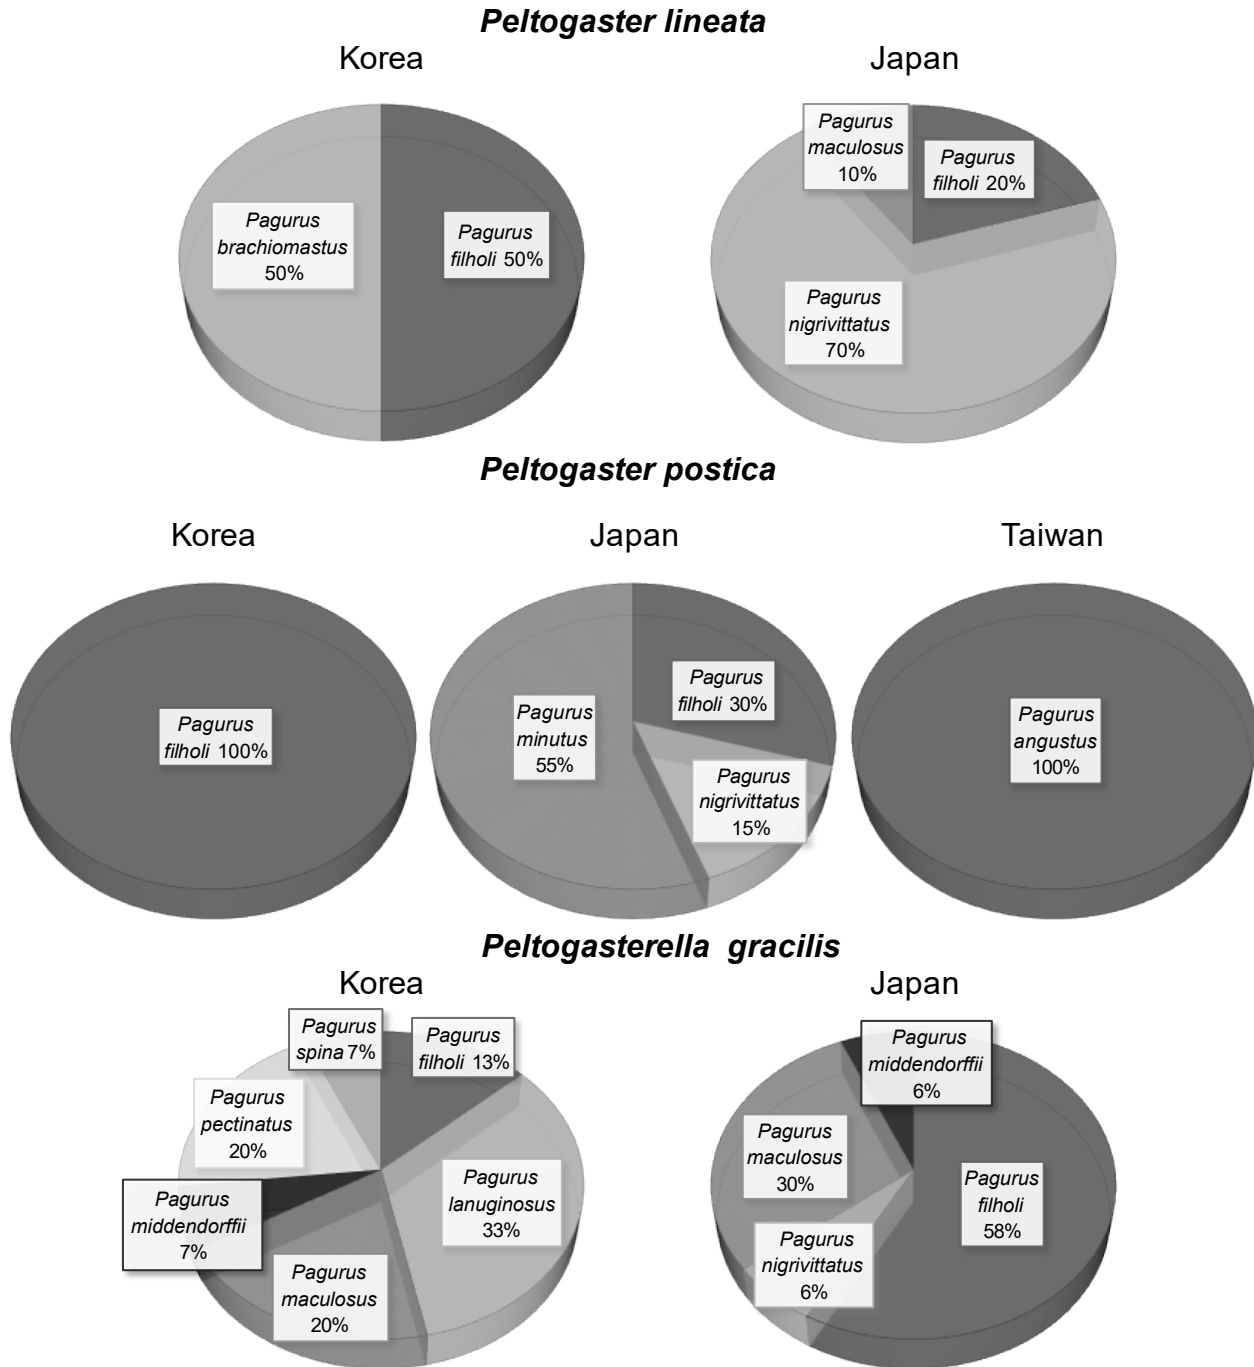 Peltogaster lineata
Korea
Japan
Pagurus
brachiomastus
50%
Pagurus
filholi 50%
Pagurus
maculosus
10%
Pagurus
filholi 20%
Pagurus
nigrivittatus
70%
Peltogaster postica
Korea
Japan
Taiwan
Pagurus
filholi 100%
Pagurus
minutus
55%
Pagurus
filholi 30%
Pagurus
nigrivittatus
15%
Pagurus
angustus
100%
Peltogasterella gracilis
Korea
Japan
Pagurus
spina 7%
Pagurus
filholi 13%
Pagurus
pectinatus
20%
Pagurus
lanuginosus
33%
Pagurus
middendorffii
7%
Pagurus
maculosus
20%
Pagurus
middendorffii
6%
Pagurus
maculosus
30%
Pagurus
filholi
58%
Pagurus
nigrivittatus
6%